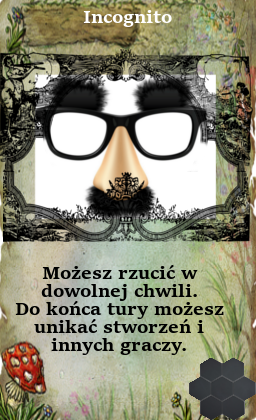 Incognito
Możesz rzucić w
dowolnej chwili.
Do końca tury możesz
unikać stworzeń i
innych graczy.